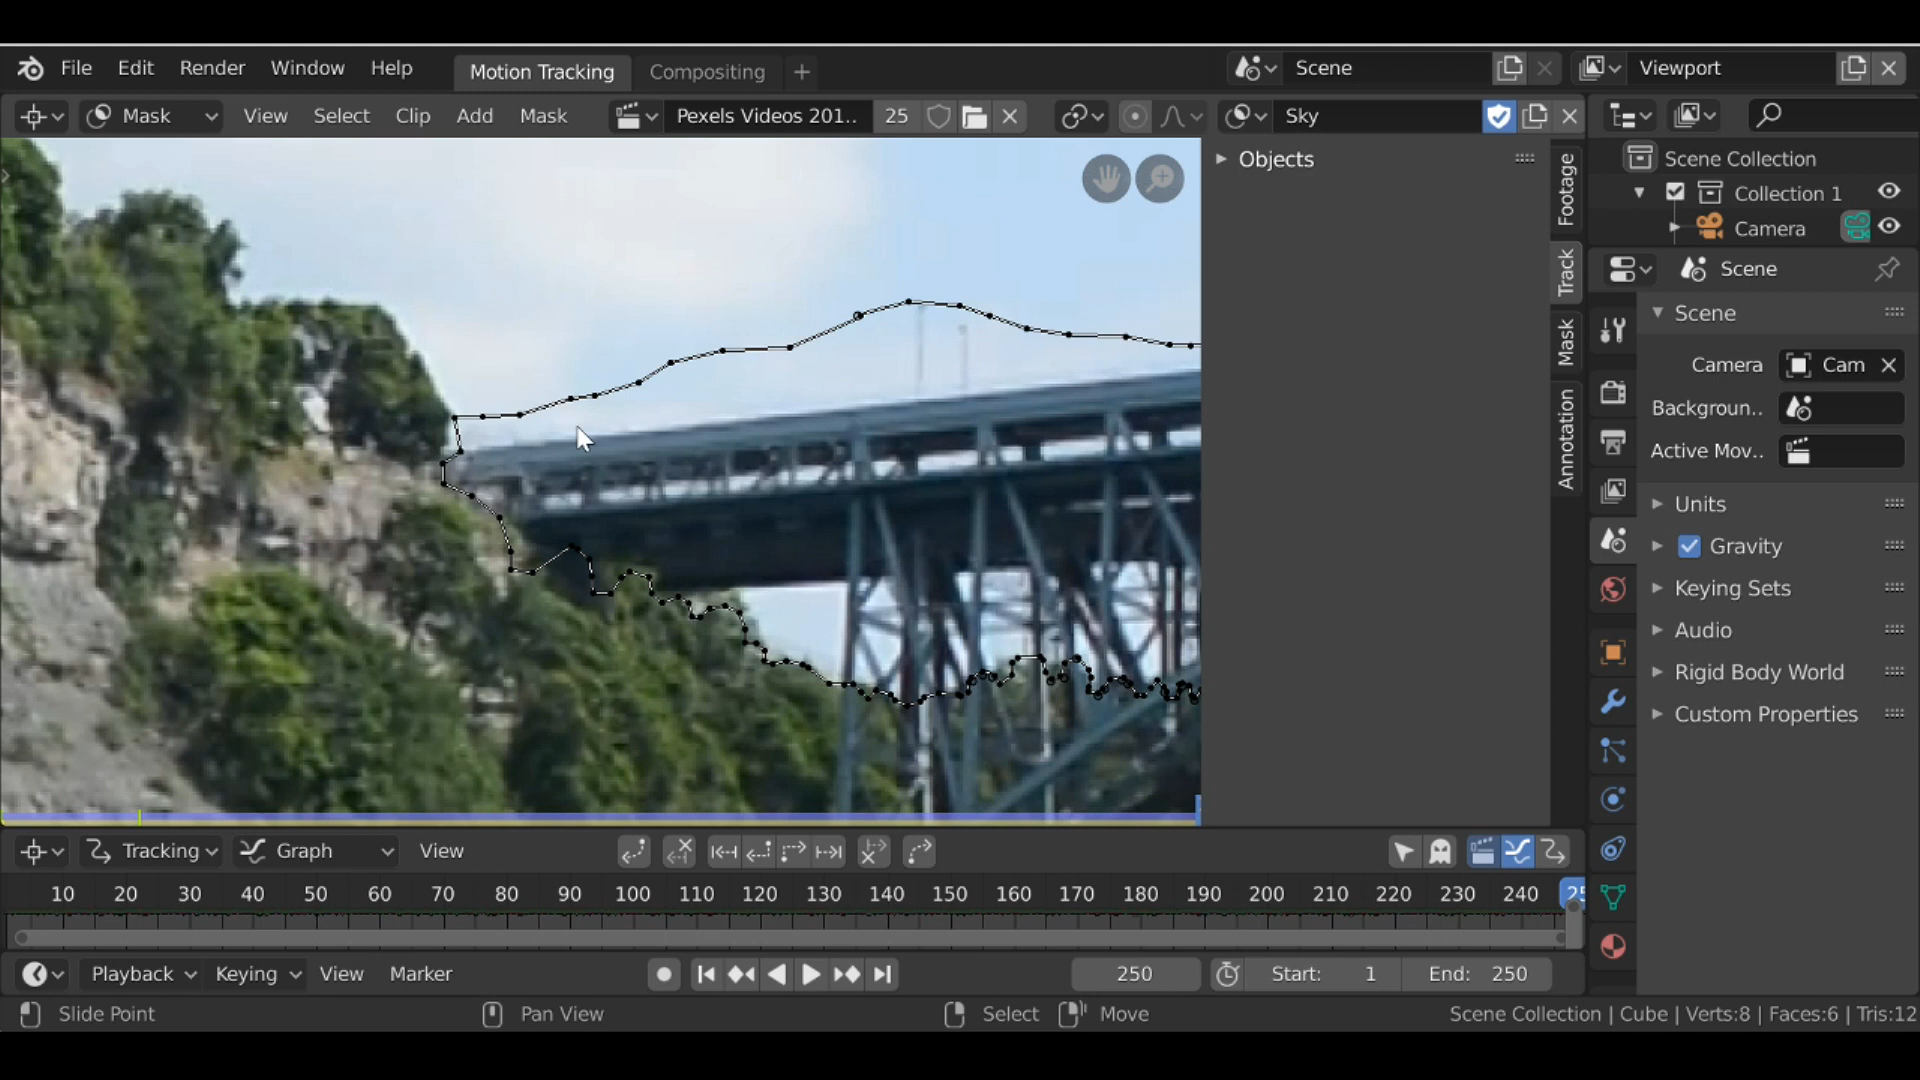 File Edit Render Window Help Motion Tracking Compositing + Scene Viewport
Mask View Select Clip Add Mask Pexels Videos 201.. 25 Sky
Objects
Footage
Track
Mask
Annotation
Scene Collection
Collection 1
Camera
Scene
Scene
Camera Cam
Backgroun..
Active Mov..
Units
Gravity
Keying Sets
Audio
Rigid Body World
Custom Properties
Tracking Graph View
10 20 30 40 50 60 70 80 90 100 110 120 130 140 150 160 170 180 190 200 210 220 230 240 25
Playback Keying View Marker 250 Start: 1 End: 250
Slide Point Pan View Select Move Scene Collection | Cube | Verts:8 | Faces:6 | Tris:12